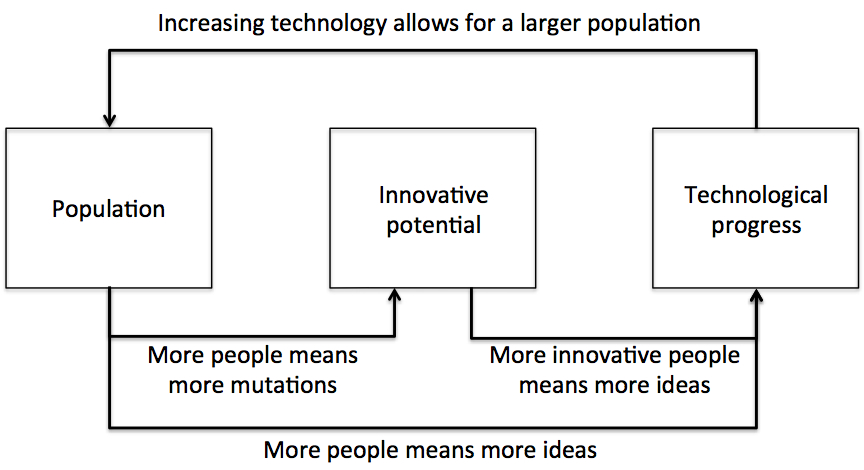 Increasing technology allows for a larger population
Population
Innovative
potential
Technological
progress
More people means
more mutations
More innovative people
means more ideas
More people means more ideas